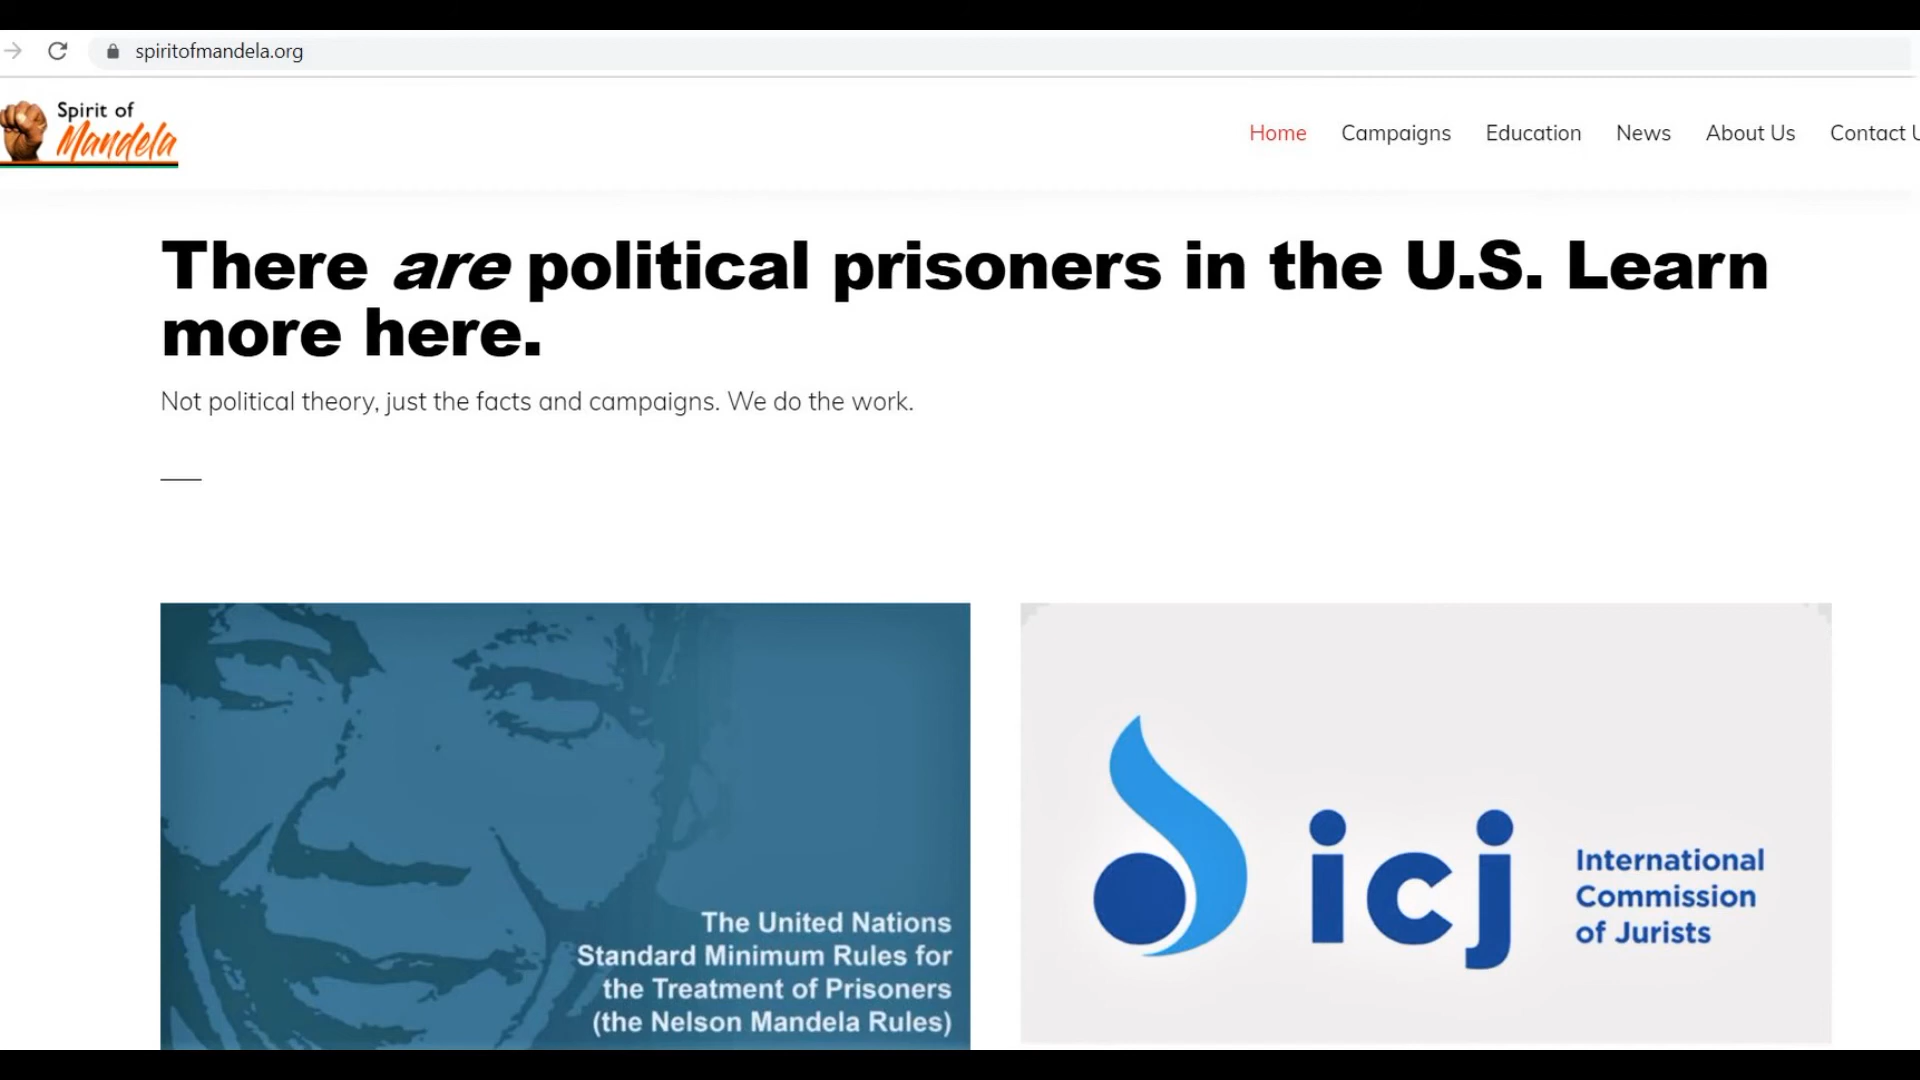 spiritofmandela.org
Spirit of
Mandela
Home Campaigns Education News About Us Contact
There are political prisoners in the U.S. Learn
more here.
Not political theory, just the facts and campaigns. We do the work.
The United Nations
Standard Minimum Rules for
the Treatment of Prisoners
(the Nelson Mandela Rules)
icj
International
Commission
of Jurists